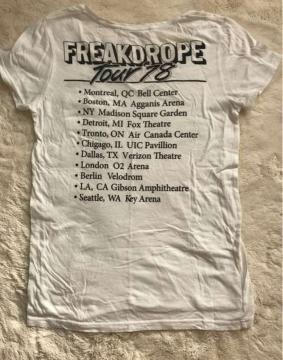 FREAKDROPE
Tour '78
• Montreal, QC Bell Center
• Boston, MA Agganis Arena
• NY Madison Square Garden
• Detroit, MI Fox Theatre
• Tronto, ON Air Canada Center
• Chigago, IL UIC Pavillion
• Dallas, TX Verizon Theatre
• London O2 Arena
• Berlin Velodrom
• LA, CA Gibson Amphitheatre
• Seattle, WA Key Arena